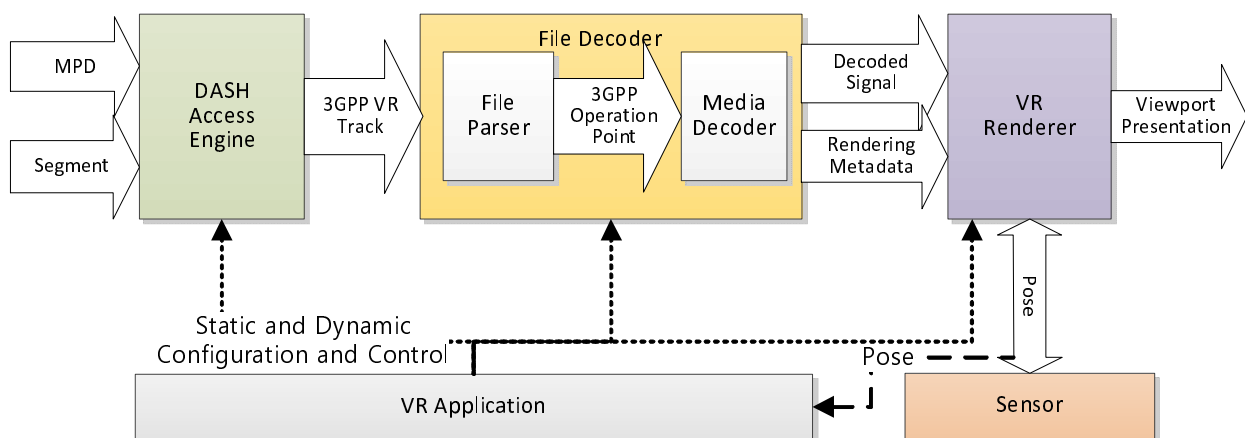 MPD
Segment
DASH
Access
Engine
3GPP VR
Track
File Decoder
File
Parser
3GPP
Operation
Point
Media
Decoder
Decoded
Signal
Rendering
Metadata
VR
Renderer
Viewport
Presentation
Pose
Static and Dynamic
Configuration and Control
Pose
VR Application
Sensor